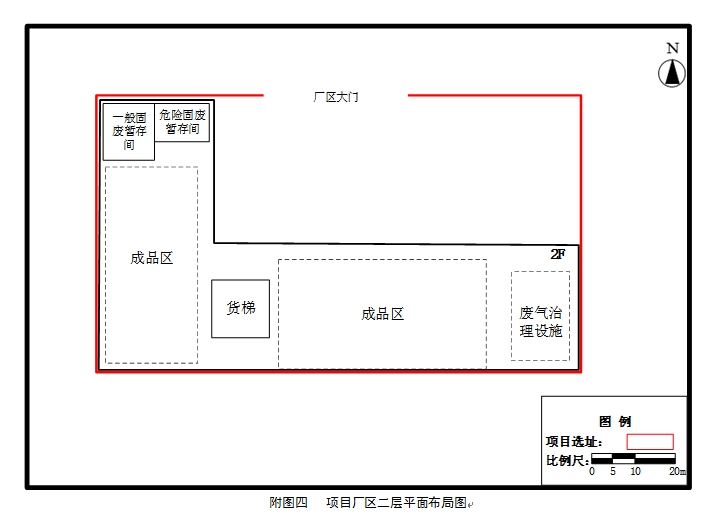 N
厂区大门
一般固
废暂存
间
危险固废
暂存间
2F
成品区
货梯
成品区
废气治
理设施
图 例
项目选址：
比例尺：
0 5 10 20m
附图四 项目厂区二层平面布局图